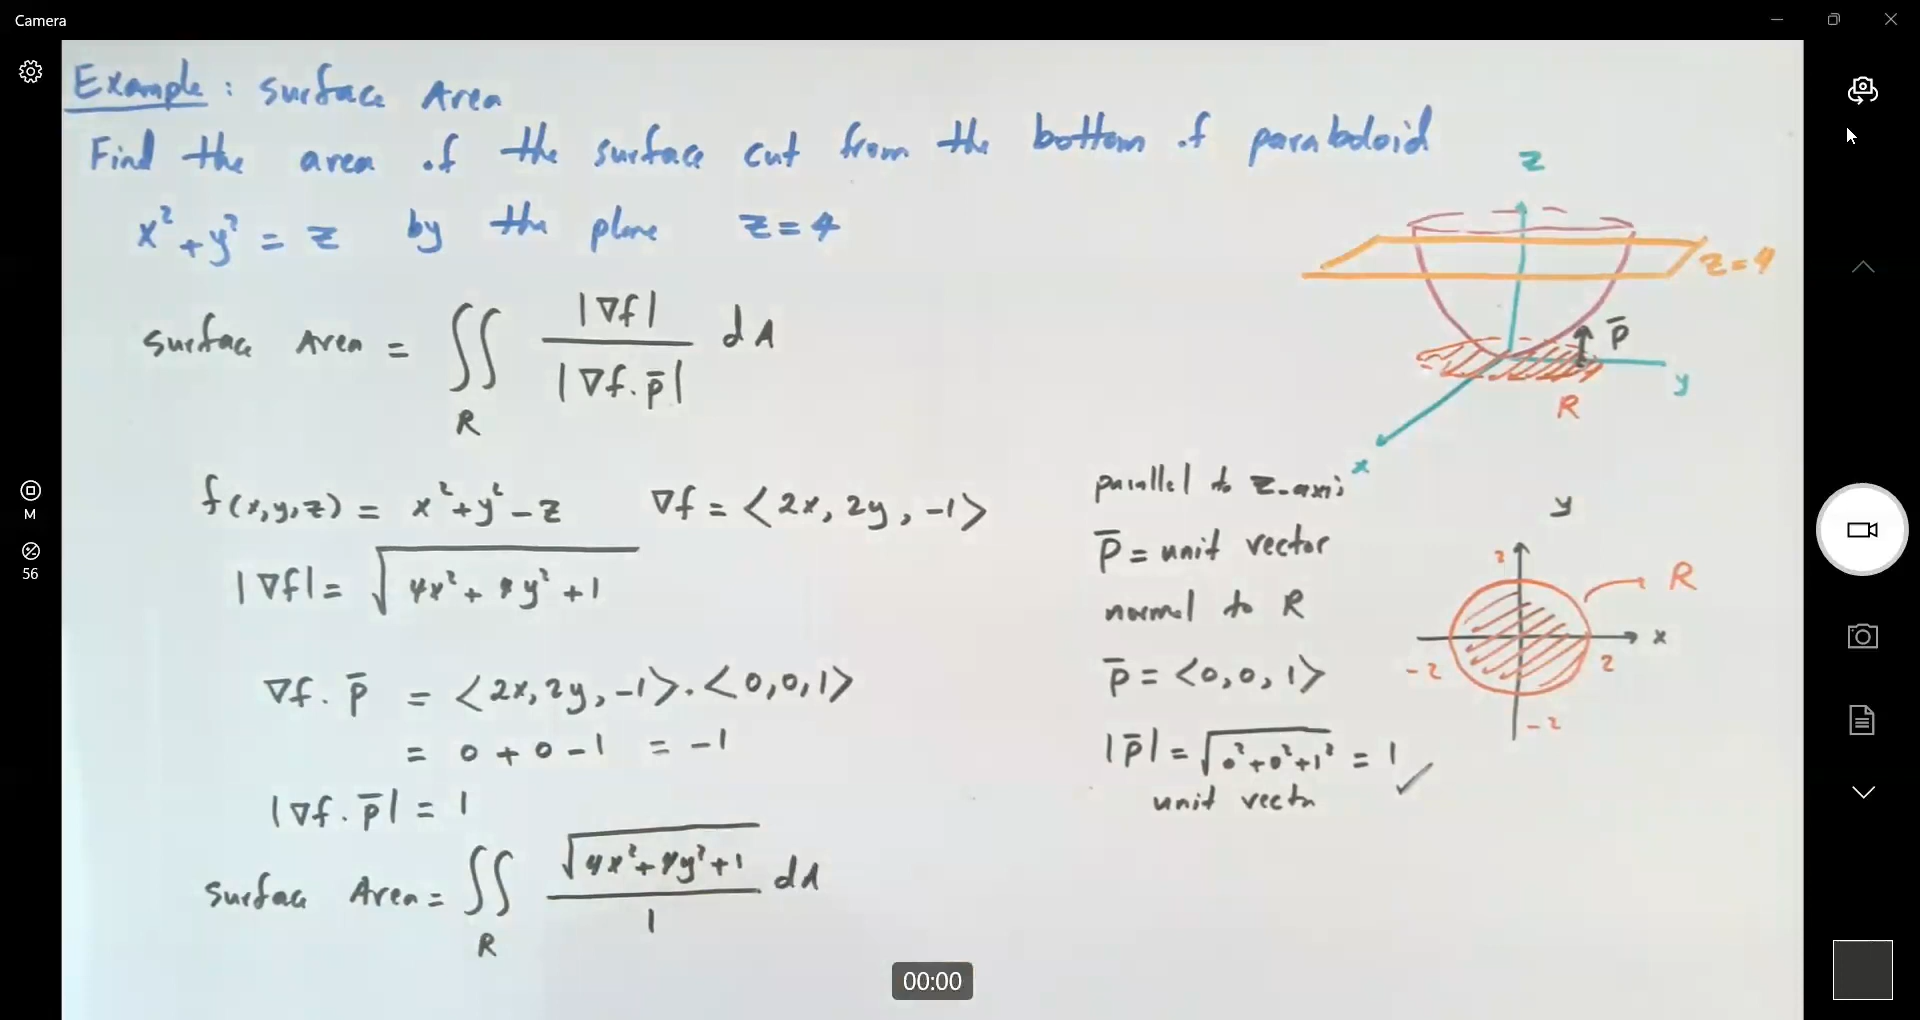 Camera
Example: Surface Area
Find the area of the surface cut from the bottom of paraboloid
x² + y² = z by the plane z = 4
Surface Area = ∬_R |∇f| / |∇f · p̄| dA
f(x,y,z) = x² + y² - z    ∇f = <2x, 2y, -1>
|∇f| = √(4x² + 4y² + 1)
∇f · p̄ = <2x, 2y, -1> · <0, 0, 1>
= 0 + 0 - 1 = -1
|∇f · p̄| = 1
Surface Area = ∬_R √(4x² + 4y² + 1) / 1 dA
z
z = 4
p̄
y
R
x
parallel to z-axis
p̄ = unit vector
normal to R
p̄ = <0, 0, 1>
|p̄| = √(0² + 0² + 1²) = 1 ✓
unit vector
y
2
R
x
-2
2
-2
M
56
00:00